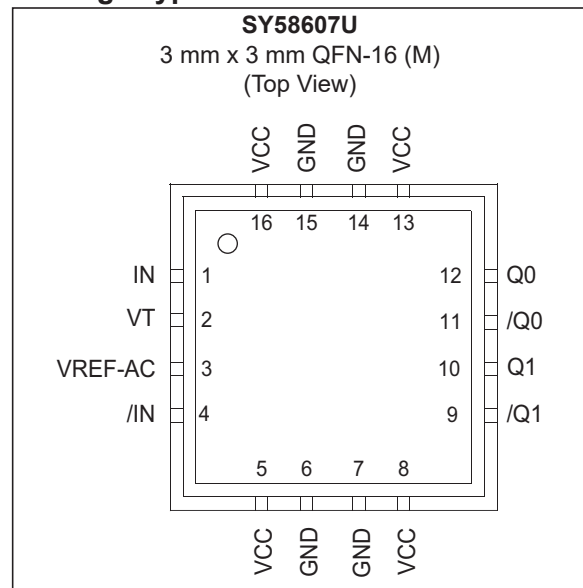 SY58607U
3 mm x 3 mm QFN-16 (M)
(Top View)
VCC GND GND VCC
16 15 14 13
IN 1 12 Q0
VT 2 11 /Q0
VREF-AC 3 10 Q1
/IN 4 9 /Q1
5 6 7 8
VCC GND GND VCC